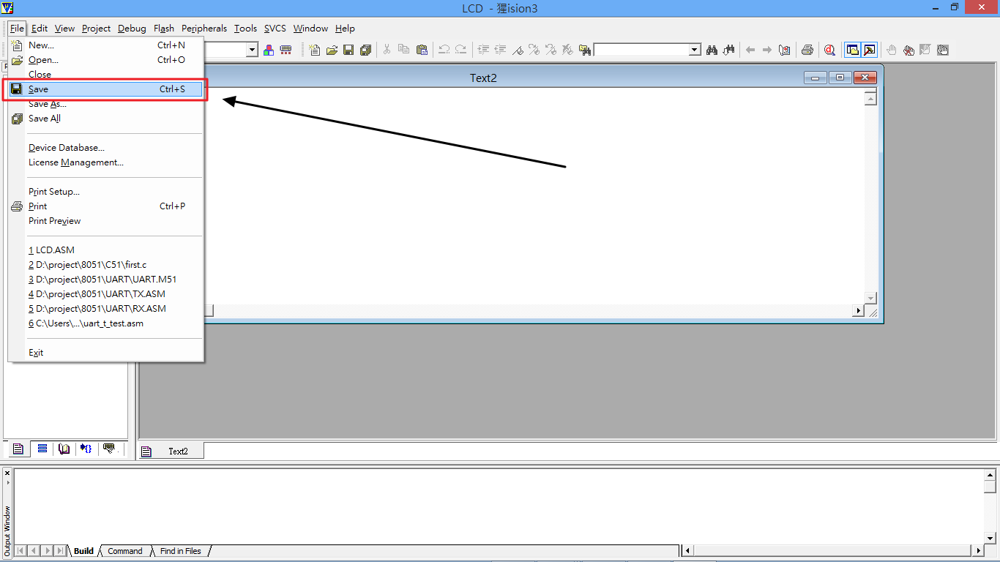 LCD - 猩ision3
File Edit View Project Debug Flash Peripherals Tools SVCS Window Help
New... Ctrl+N
Open... Ctrl+O
Close
Save Ctrl+S
Save As...
Save All
Device Database...
License Management...
Print Setup...
Print Ctrl+P
Print Preview
1 LCD.ASM
2 D:\project\8051\C51\first.c
3 D:\project\8051\UART\UART.M51
4 D:\project\8051\UART\TX.ASM
5 D:\project\8051\UART\RX.ASM
6 C:\Users\...\uart_t_test.asm
Exit
Text2
Text2
Output Window
Build Command Find in Files